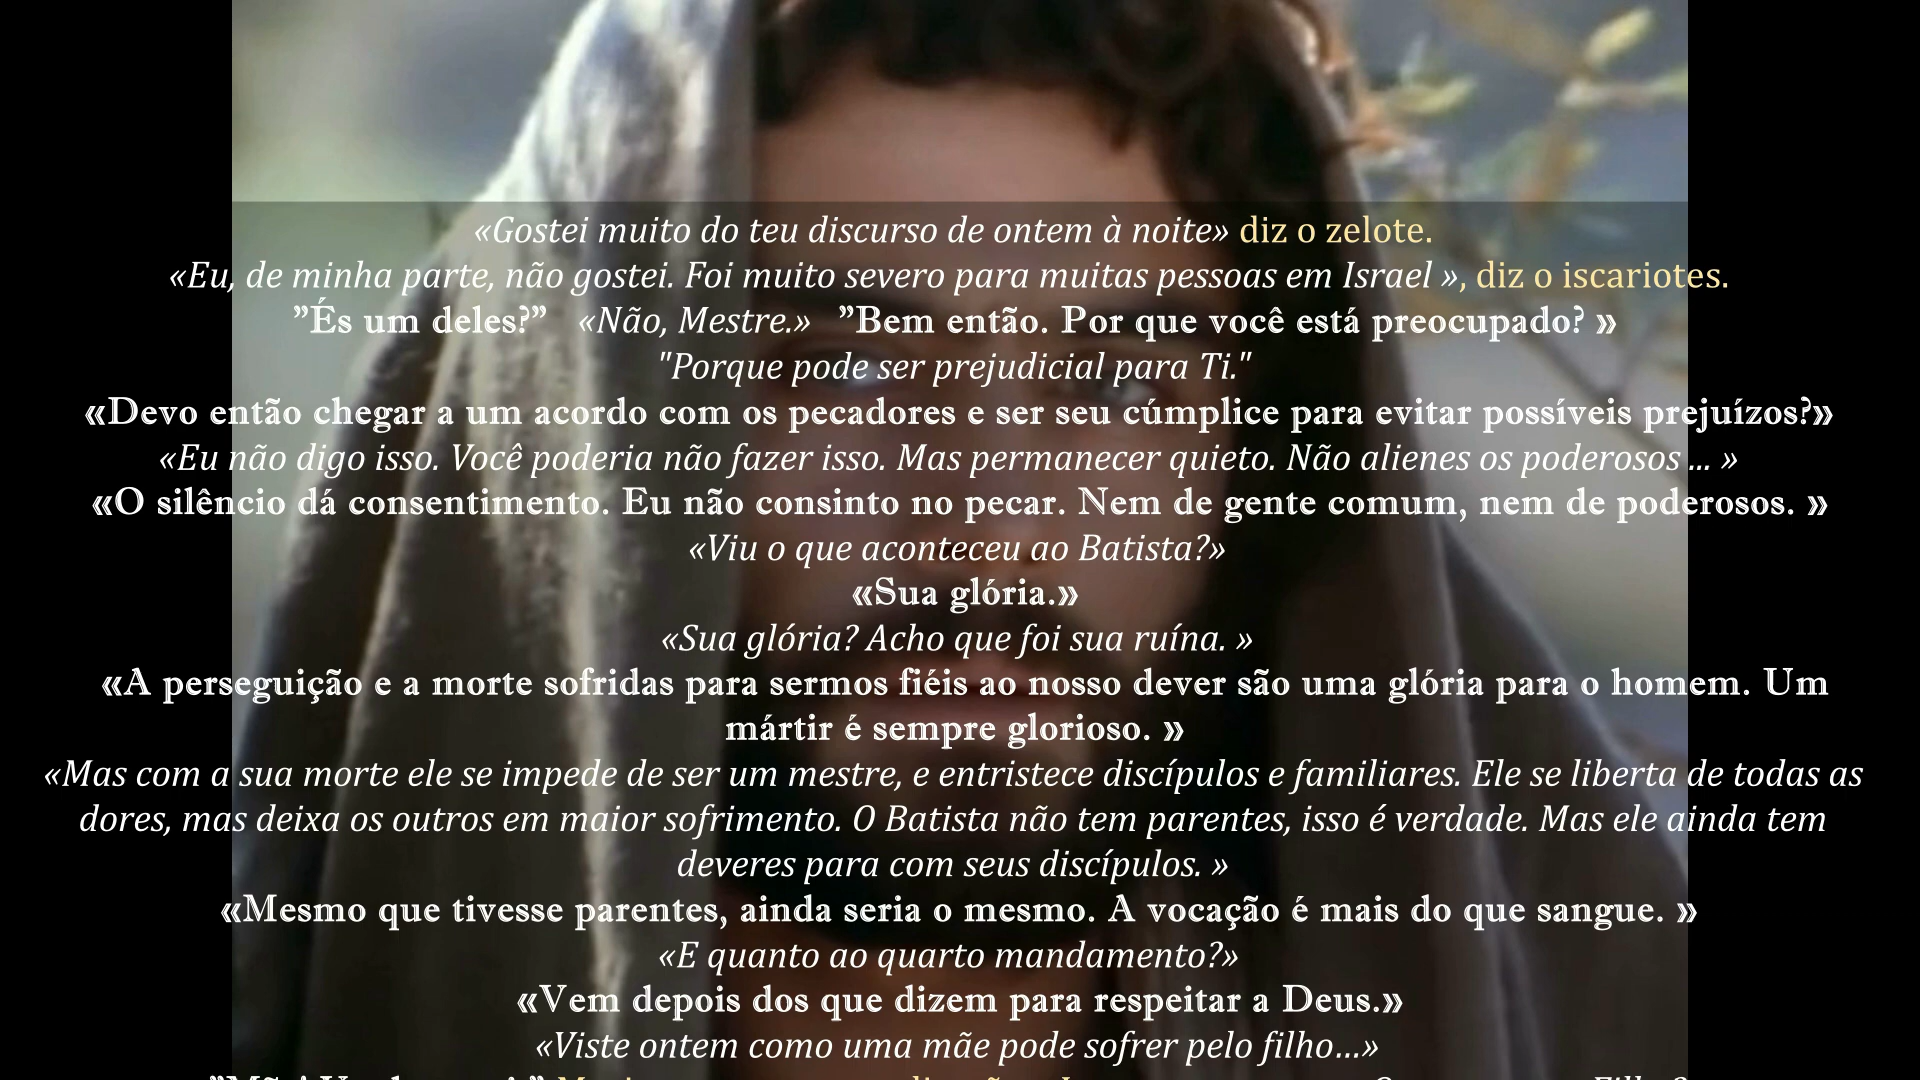 «Gostei muito do teu discurso de ontem à noite» diz o zelote.
«Eu, de minha parte, não gostei. Foi muito severo para muitas pessoas em Israel », diz o iscariotes.
”És um deles?” «Não, Mestre.» ”Bem então. Por que você está preocupado? »
"Porque pode ser prejudicial para Ti."
«Devo então chegar a um acordo com os pecadores e ser seu cúmplice para evitar possíveis prejuízos?»
«Eu não digo isso. Você poderia não fazer isso. Mas permanecer quieto. Não alienes os poderosos ... »
«O silêncio dá consentimento. Eu não consinto no pecar. Nem de gente comum, nem de poderosos. »
«Viu o que aconteceu ao Batista?»
«Sua glória.»
«Sua glória? Acho que foi sua ruína. »
«A perseguição e a morte sofridas para sermos fiéis ao nosso dever são uma glória para o homem. Um
mártir é sempre glorioso. »
«Mas com a sua morte ele se impede de ser um mestre, e entristece discípulos e familiares. Ele se liberta de todas as
dores, mas deixa os outros em maior sofrimento. O Batista não tem parentes, isso é verdade. Mas ele ainda tem
deveres para com seus discípulos. »
«Mesmo que tivesse parentes, ainda seria o mesmo. A vocação é mais do que sangue. »
«E quanto ao quarto mandamento?»
«Vem depois dos que dizem para respeitar a Deus.»
«Viste ontem como uma mãe pode sofrer pelo filho…»